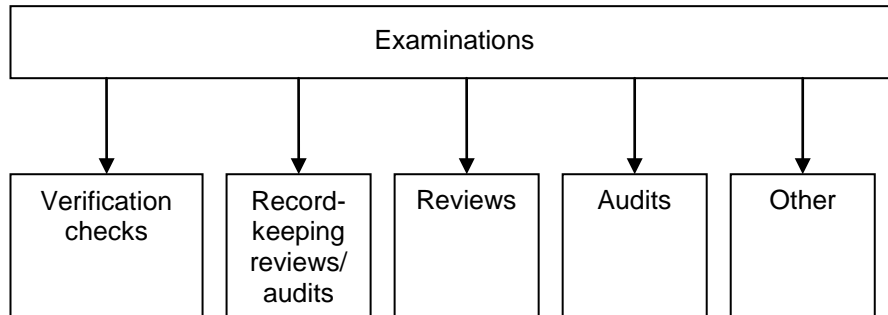 Examinations
Verification
checks
Record-
keeping
reviews/
audits
Reviews
Audits
Other